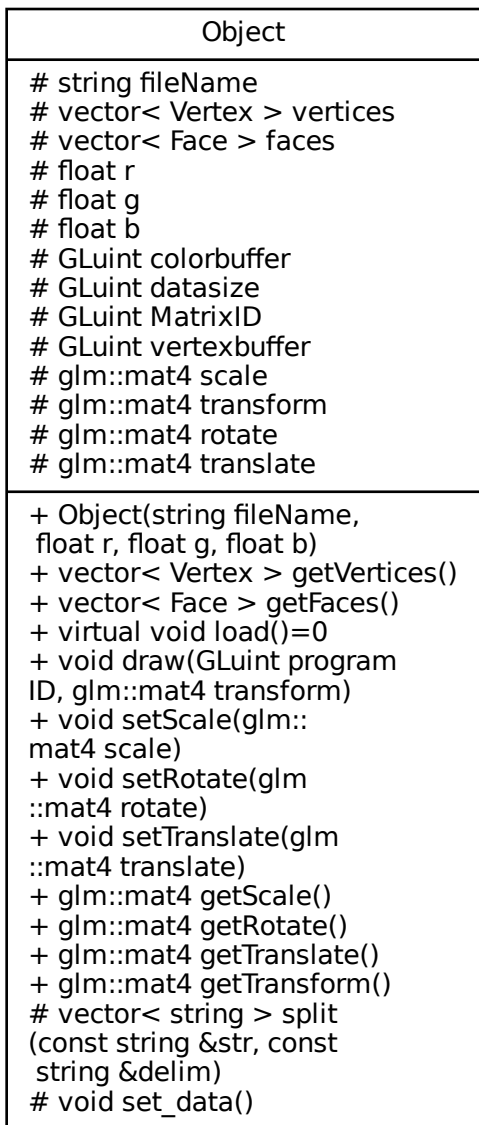 Object
# string fileName
# vector< Vertex > vertices
# vector< Face > faces
# float r
# float g
# float b
# GLuint colorbuffer
# GLuint datasize
# GLuint MatrixID
# GLuint vertexbuffer
# glm::mat4 scale
# glm::mat4 transform
# glm::mat4 rotate
# glm::mat4 translate
+ Object(string fileName,
float r, float g, float b)
+ vector< Vertex > getVertices()
+ vector< Face > getFaces()
+ virtual void load()=0
+ void draw(GLuint program
ID, glm::mat4 transform)
+ void setScale(glm::
mat4 scale)
+ void setRotate(glm
::mat4 rotate)
+ void setTranslate(glm
::mat4 translate)
+ glm::mat4 getScale()
+ glm::mat4 getRotate()
+ glm::mat4 getTranslate()
+ glm::mat4 getTransform()
# vector< string > split
(const string &str, const
string &delim)
# void set_data()